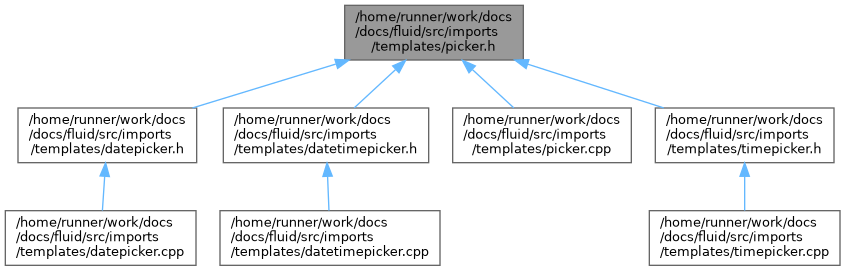 /home/runner/work/docs
/docs/fluid/src/imports
/templates/picker.h
/home/runner/work/docs
/docs/fluid/src/imports
/templates/datepicker.h
/home/runner/work/docs
/docs/fluid/src/imports
/templates/datetimepicker.h
/home/runner/work/docs
/docs/fluid/src/imports
/templates/picker.cpp
/home/runner/work/docs
/docs/fluid/src/imports
/templates/timepicker.h
/home/runner/work/docs
/docs/fluid/src/imports
/templates/datepicker.cpp
/home/runner/work/docs
/docs/fluid/src/imports
/templates/datetimepicker.cpp
/home/runner/work/docs
/docs/fluid/src/imports
/templates/timepicker.cpp